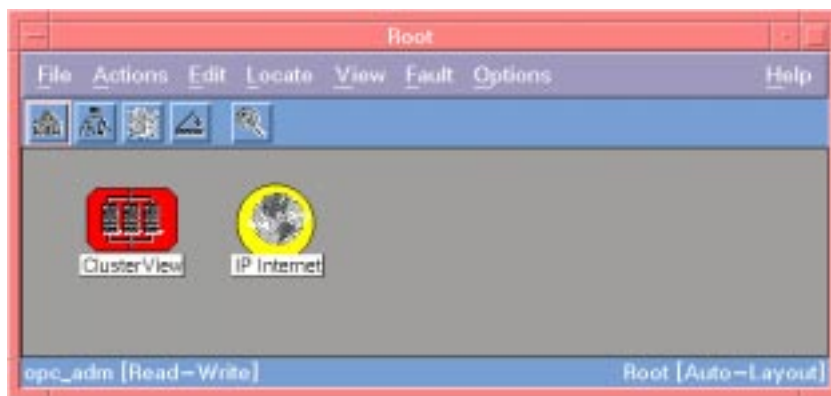 Root
File Actions Edit Locate View Fault Options Help
ClusterView IP Internet
opc_adm [Read-Write] Root [Auto-Layout]